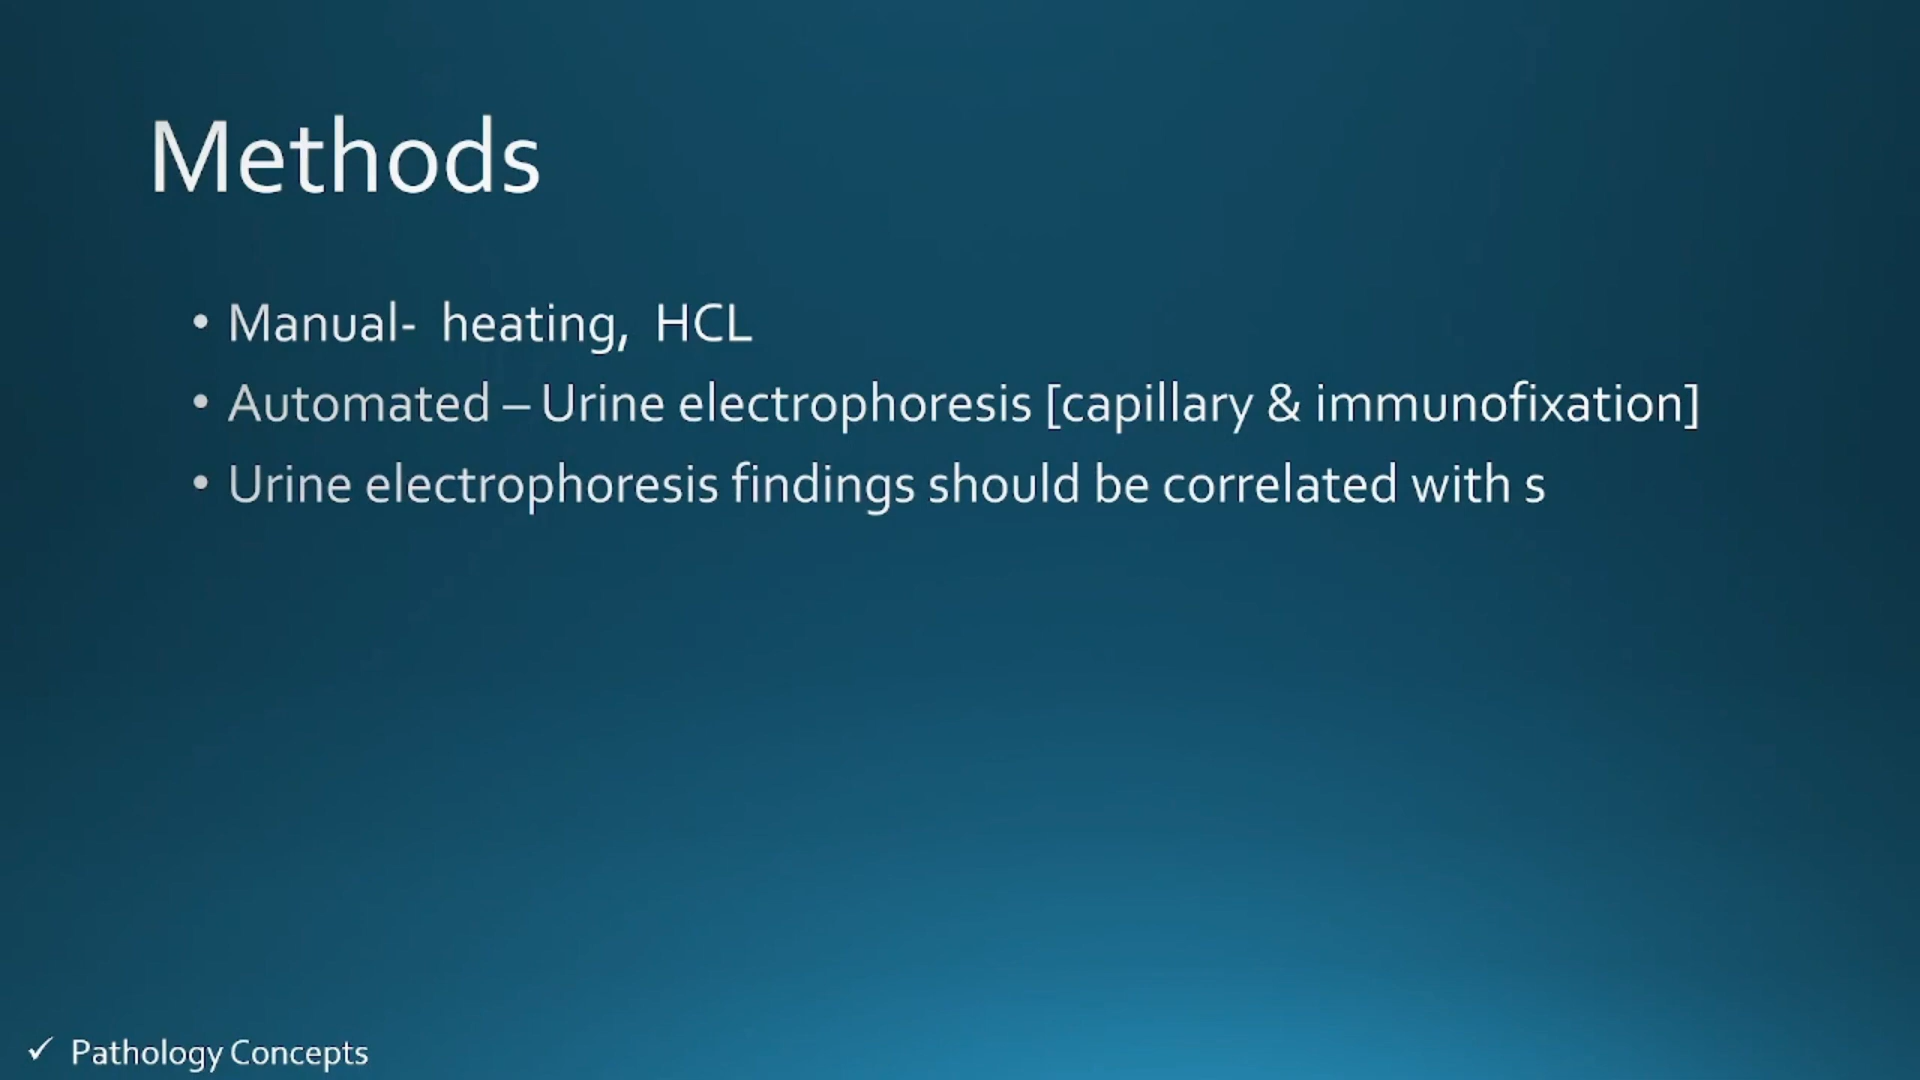 Methods
• Manual- heating, HCL
• Automated – Urine electrophoresis [capillary & immunofixation]
• Urine electrophoresis findings should be correlated with s
✓ Pathology Concepts